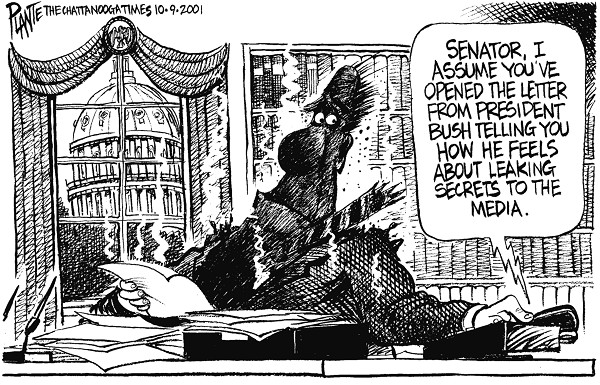 PLANTE THE CHATTANOOGA TIMES 10·9·2001
SENATOR, I
ASSUME YOU'VE
OPENED THE LETTER
FROM PRESIDENT
BUSH TELLING YOU
HOW HE FEELS
ABOUT LEAKING
SECRETS TO THE
MEDIA.